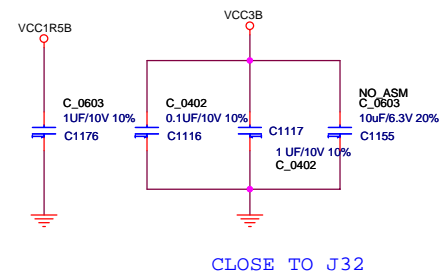 VCC3B
VCC1R5B
C_0603
1UF/10V 10%
C1176
C_0402
0.1UF/10V 10%
C1116
C1117
1 UF/10V 10%
C_0402
NO_ASM
C_0603
10uF/6.3V 20%
C1155
CLOSE TO J32